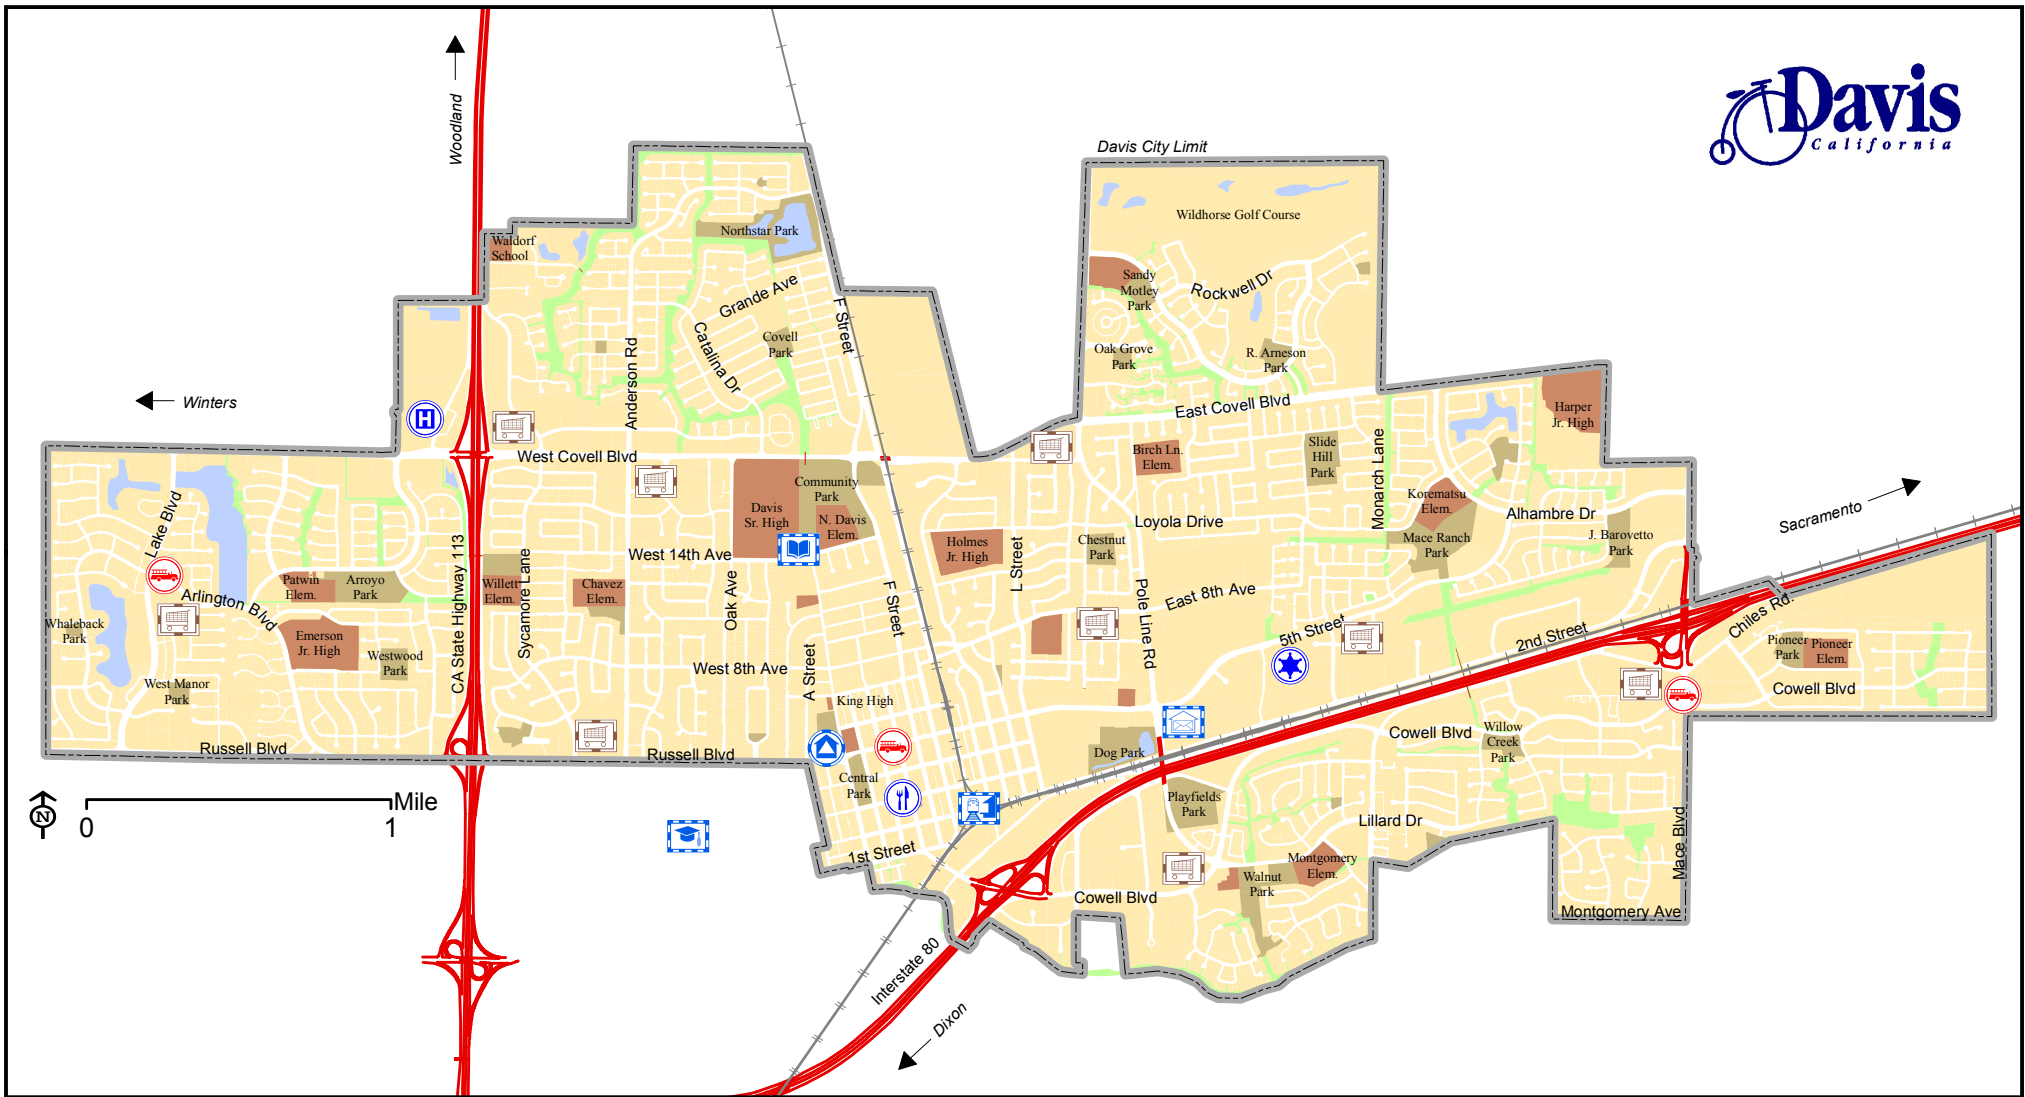 Davis
California
Woodland
Davis City Limit
Wildhorse Golf Course
Waldorf
School
Northstar Park
Sandy
Motley
Park
Rockwell Dr
Grande Ave
F Street
Catalina Dr
Covell
Park
Anderson Rd
Oak Grove
Park
R. Arneson
Park
Winters
H
East Covell Blvd
Harper
Jr. High
West Covell Blvd
Birch Ln.
Elem.
Slide
Hill
Park
Monarch Lane
Community
Park
Davis
Sr. High
N. Davis
Elem.
Korematsu
Elem.
Alhambre Dr
Sacramento
Lake Blvd
Loyola Drive
Holmes
Jr. High
L Street
Chestnut
Park
Mace Ranch
Park
J. Barovetto
Park
West 14th Ave
CA State Highway 113
Sycamore Lane
Patwin
Elem.
Arroyo
Park
Willett
Elem.
Chavez
Elem.
Oak Ave
F Street
Pole Line Rd
East 8th Ave
Arlington Blvd
Whaleback
Park
Emerson
Jr. High
Westwood
Park
5th Street
2nd Street
Chiles Rd.
Pioneer
Park
Pioneer
Elem.
West 8th Ave
A Street
West Manor
Park
King High
Cowell Blvd
Russell Blvd
Russell Blvd
Dog Park
Cowell Blvd
Willow
Creek
Park
Central
Park
Playfields
Park
N
0
1
Mile
Lillard Dr
Mace Blvd
1st Street
Montgomery
Elem.
Walnut
Park
Cowell Blvd
Montgomery Ave
Interstate 80
Dixon